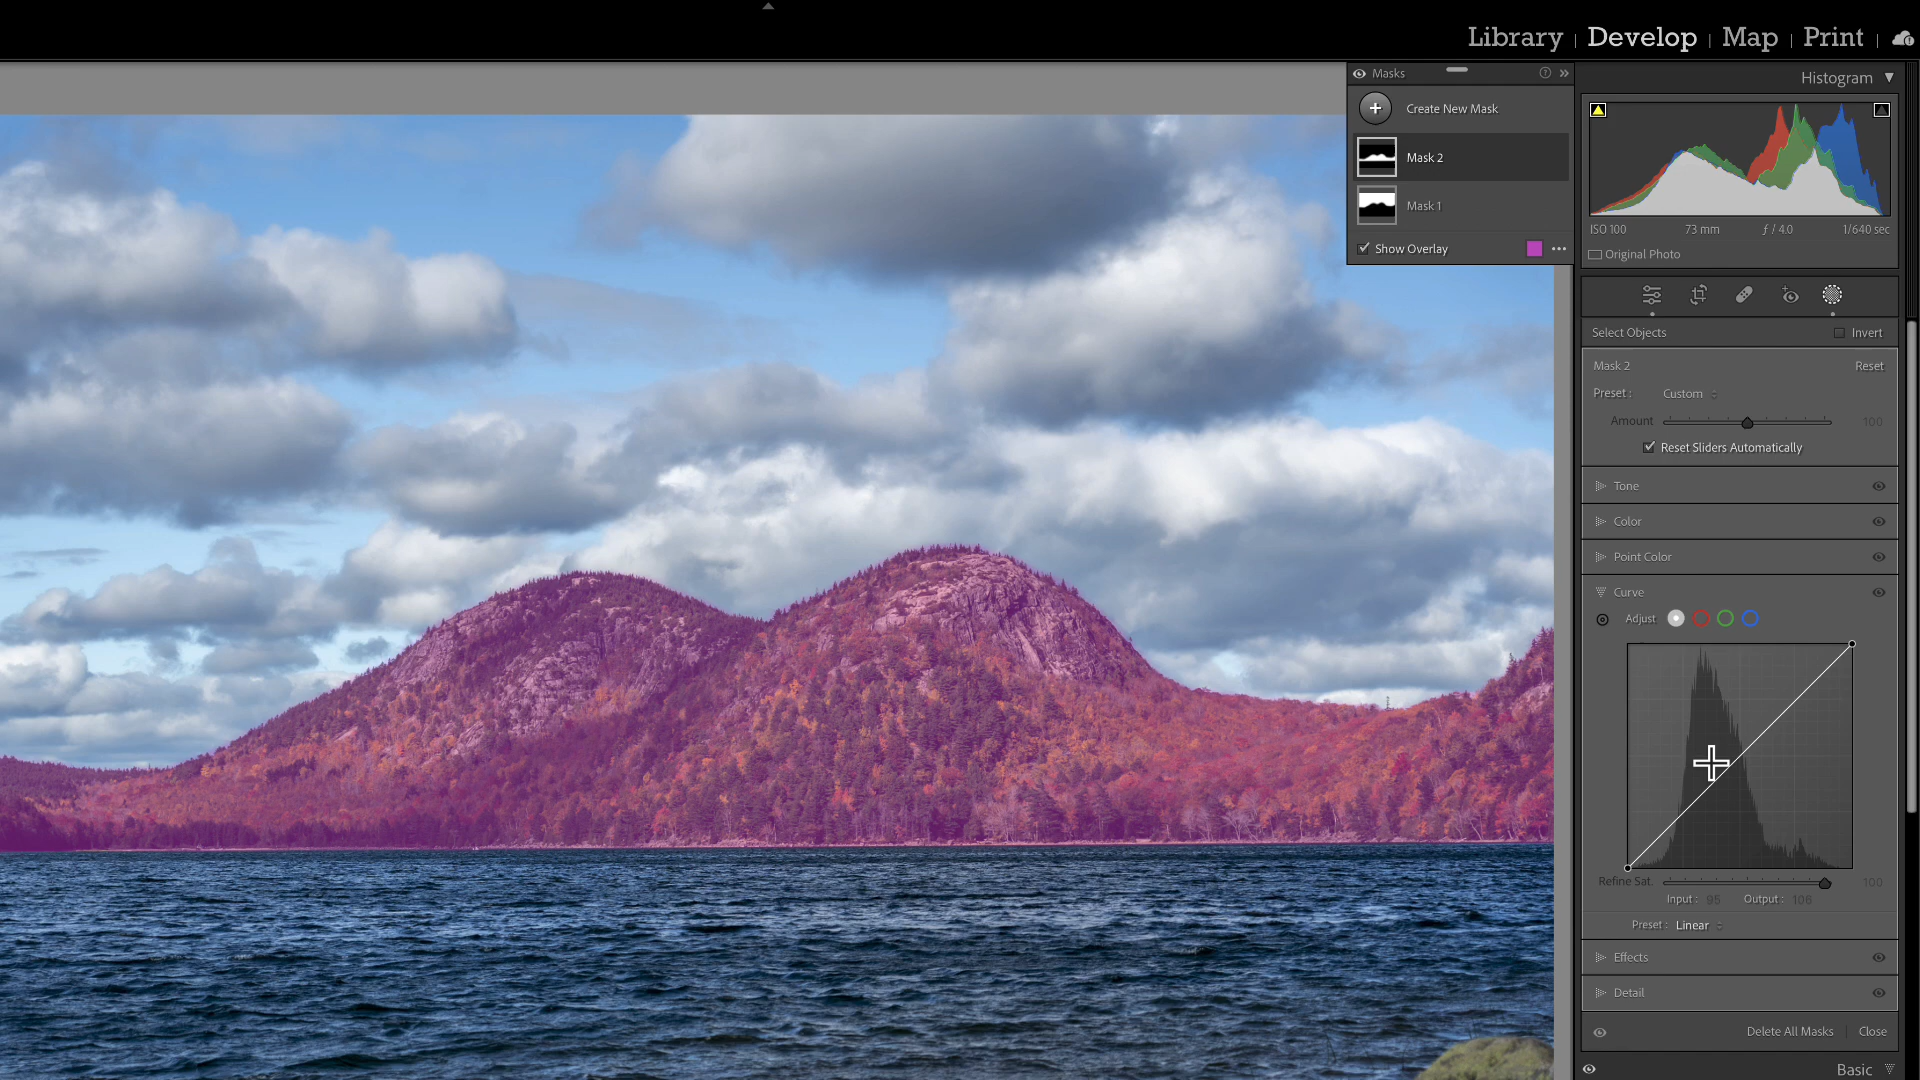 Library | Develop | Map | Print |
Masks
Histogram
Create New Mask
Mask 2
Mask 1
Show Overlay
ISO 100 73 mm ƒ / 4.0 1/640 sec
Original Photo
Select Objects Invert
Mask 2 Reset
Preset : Custom
Amount 100
Reset Sliders Automatically
Tone
Color
Point Color
Curve
Adjust
Refine Sat. 100
Input : 95 Output : 106
Preset : Linear
Effects
Detail
Delete All Masks Close
Basic